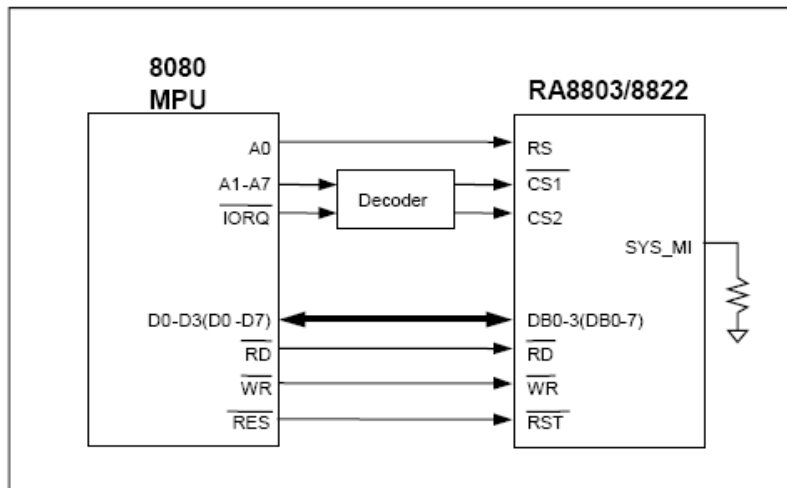 8080
MPU
RA8803/8822
A0
RS
A1-A7
Decoder
CS1
IORQ
CS2
SYS_MI
D0-D3(D0 -D7)
DB0-3(DB0-7)
RD
RD
WR
WR
RES
RST